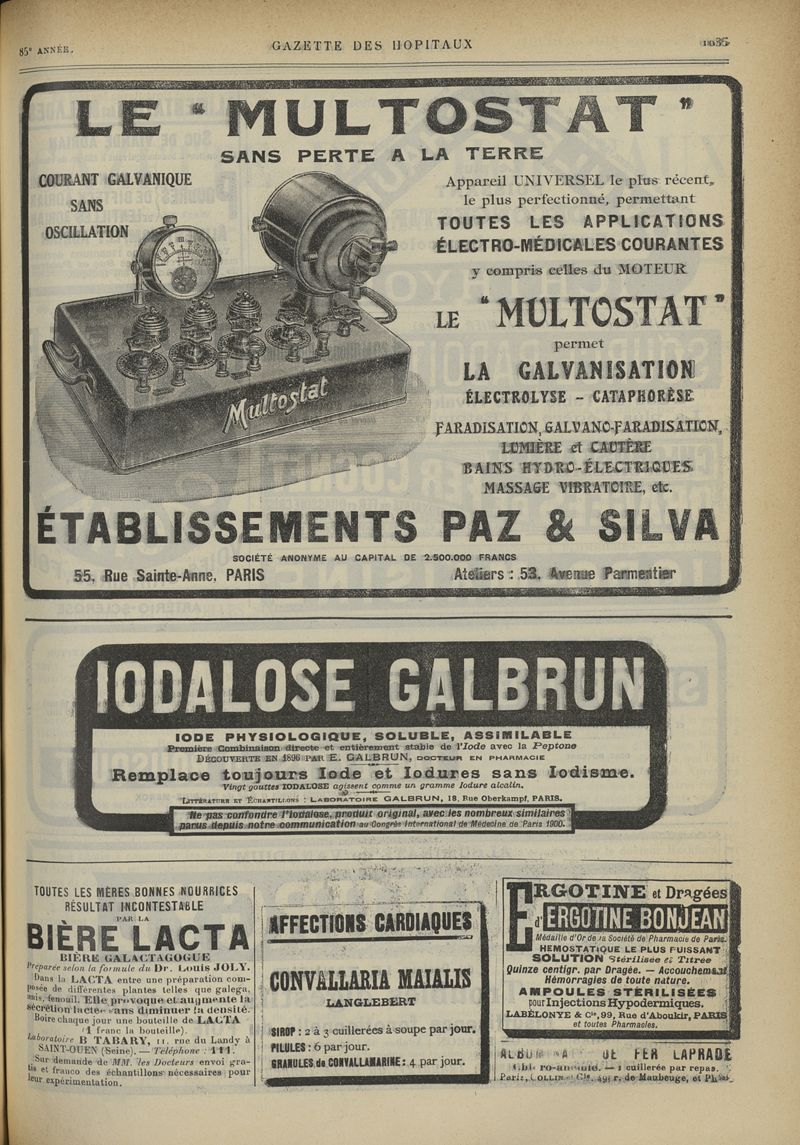 85e ANNÉE.
GAZETTE DES HOPITAUX
LE "MULTOSTAT"
SANS PERTE A LA TERRE
COURANT GALVANIQUE
SANS
OSCILLATION
Multostat
Appareil UNIVERSEL le plus récent,
le plus perfectionné, permettant
TOUTES LES APPLICATIONS
ÉLECTRO-MÉDICALES COURANTES
y compris celles du MOTEUR
LE "MULTOSTAT"
permet
LA GALVANISATION
ÉLECTROLYSE - CATAPHORÈSE
FARADISATION, GALVANO-FARADISATION,
LUMIÈRE et CAUTÈRE
BAINS HYDRO-ÉLECTRIQUES
MASSAGE VIBRATOIRE, etc.
ÉTABLISSEMENTS PAZ & SILVA
SOCIÉTÉ ANONYME AU CAPITAL DE 2.500.000 FRANCS
55, Rue Sainte-Anne, PARIS
Ateliers : 53, Avenue Parmentier
IODALOSE GALBRUN
IODE PHYSIOLOGIQUE, SOLUBLE, ASSIMILABLE
Première Combinaison directe et entièrement stable de l'Iode avec la Peptone
DÉCOUVERTE EN 1896 PAR E. GALBRUN, DOCTEUR EN PHARMACIE
Remplace toujours Iode et Iodures sans Iodisme.
Vingt gouttes IODALOSE agissent comme un gramme Iodure alcalin.
LITTÉRATURE ET ÉCHANTILLONS : LABORATOIRE GALBRUN, 18, Rue Oberkampf, PARIS.
Ne pas confondre l'Iodalose, produit original, avec les nombreux similaires
parus depuis notre communication au Congrès International de Médecine de Paris 1900.
TOUTES LES MÈRES BONNES NOURRICES
RÉSULTAT INCONTESTABLE
PAR LA
BIÈRE LACTA
BIÈRE GALACTAGOGUE
Préparée selon la formule du Dr. Louis JOLY.
Dans la LACTA entre une préparation com-
posée de différentes plantes telles que galega,
anis, fenouil. Elle provoque et augmente la
sécrétion lactée sans diminuer la densité.
Boire chaque jour une bouteille de LACTA
(1 franc la bouteille).
Laboratoire B TABARY, 11, rue du Landy à
SAINT-OUEN (Seine). — Téléphone : 111.
Sur demande de MM. les Docteurs envoi gra-
tis et franco des échantillons nécessaires pour
leur expérimentation.
AFFECTIONS CARDIAQUES
CONVALLARIA MAIALIS
LANGLEBERT
SIROP : 2 à 3 cuillerées à soupe par jour.
PILULES : 6 par jour.
GRANULES de CONVALLAMARINE : 4 par jour.
ERGOTINE et Dragées
d'ERGOTINE BONJEAN
Médaille d'Or de la Société de Pharmacie de Paris.
HÉMOSTATIQUE LE PLUS PUISSANT
SOLUTION Stérilisée et Titrée
Quinze centigr. par Dragée. — Accouchement
Hémorragies de toute nature.
AMPOULES STÉRILISÉES
pour Injections Hypodermiques.
LABÉLONYE & Cie, 99, Rue d'Aboukir, PARIS
et toutes Pharmacies.
DE FER LAPRADE
1 cuillerée par repas.
Paris, COLLIN et Cie, 49, r. de Maubeuge, et Phies